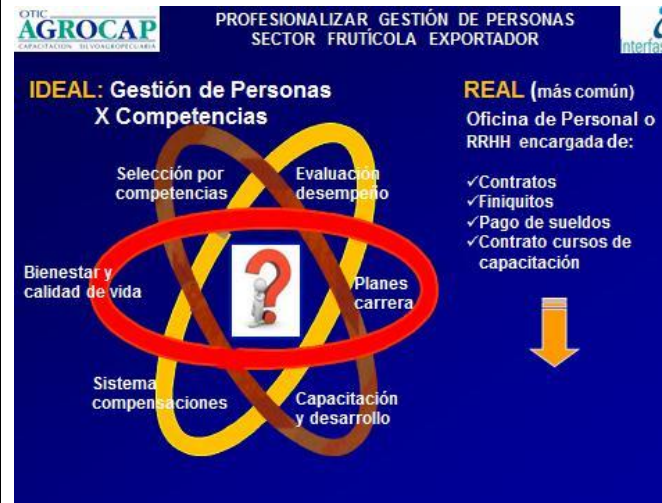 OTIC
AGROCAP
CAPACITACION SILVOAGROPECUARIA
PROFESIONALIZAR GESTIÓN DE PERSONAS
SECTOR FRUTÍCOLA EXPORTADOR
IDEAL: Gestión de Personas
X Competencias
Selección por
competencias
Evaluación
desempeño
Bienestar y
calidad de vida
?
Planes
carrera
Sistema
compensaciones
Capacitación
y desarrollo
REAL (más común)
Oficina de Personal o
RRHH encargada de:
✓Contratos
✓Finiquitos
✓Pago de sueldos
✓Contrato cursos de
capacitación